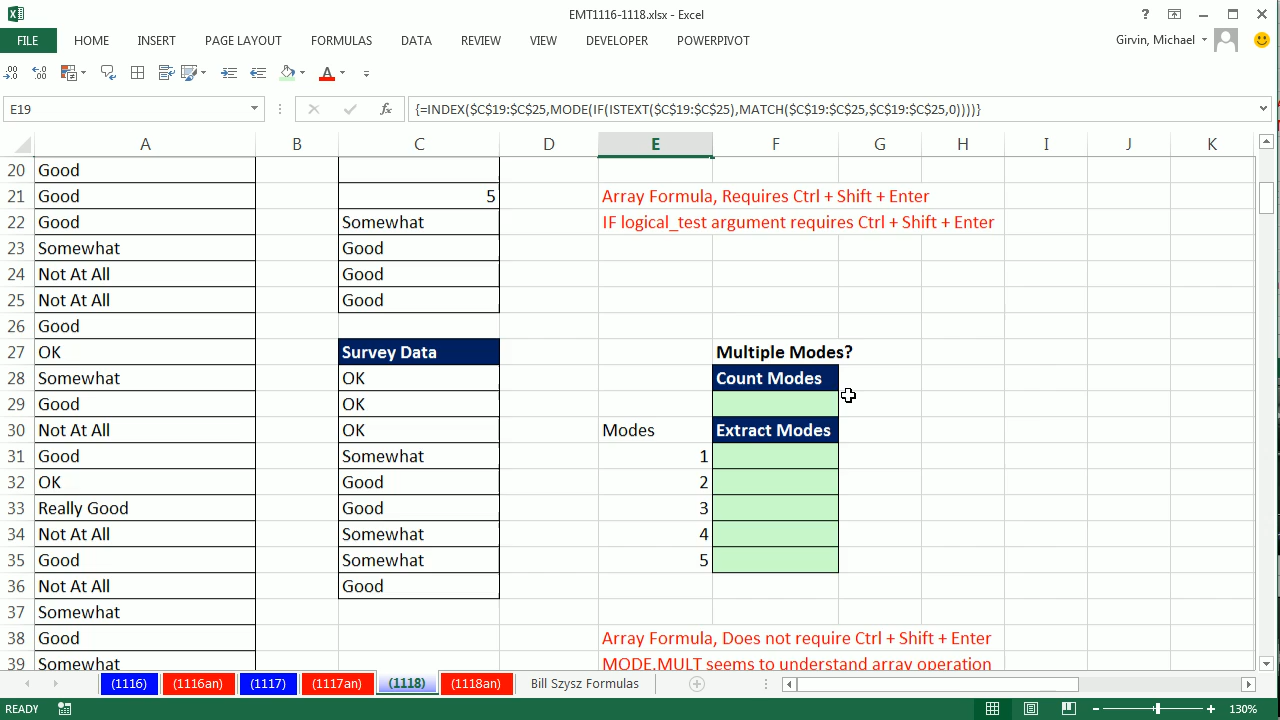 EMT1116-1118.xlsx - Excel
FILE HOME INSERT PAGE LAYOUT FORMULAS DATA REVIEW VIEW DEVELOPER POWERPIVOT Girvin, Michael
E19 fx {=INDEX($C$19:$C$25,MODE(IF(ISTEXT($C$19:$C$25),MATCH($C$19:$C$25,$C$19:$C$25,0))))}
A B C D E F G H I J K
20 Good
21 Good 5 Array Formula, Requires Ctrl + Shift + Enter
22 Good Somewhat IF logical_test argument requires Ctrl + Shift + Enter
23 Somewhat Good
24 Not At All Good
25 Not At All Good
26 Good
27 OK Survey Data Multiple Modes?
28 Somewhat OK Count Modes
29 Good OK
30 Not At All OK Modes Extract Modes
31 Good Somewhat 1
32 OK Good 2
33 Really Good Good 3
34 Not At All Somewhat 4
35 Good Somewhat 5
36 Not At All Good
37 Somewhat
38 Good Array Formula, Does not require Ctrl + Shift + Enter
39 Somewhat MODE.MULT seems to understand array operation
(1116) (1116an) (1117) (1117an) (1118) (1118an) Bill Szysz Formulas
READY 130%